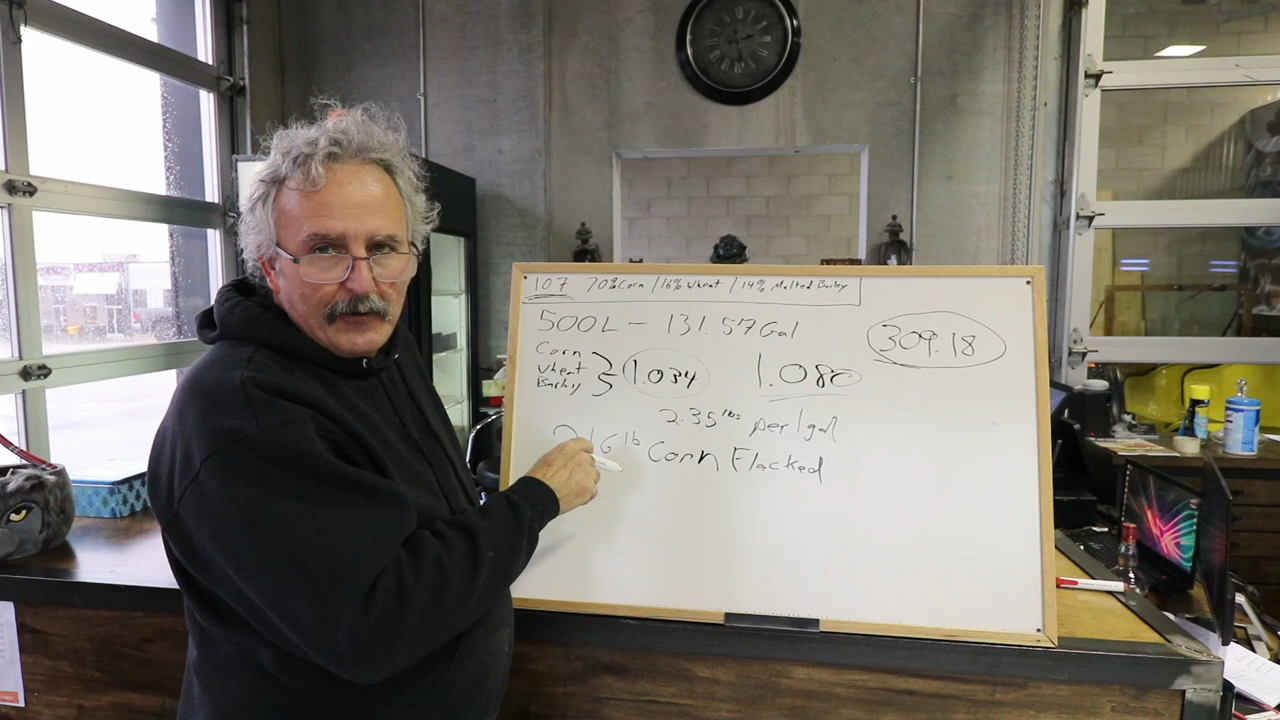 107 70% Corn / 16% Wheat / 14% Malted Barley
500L - 131.57 Gal
309.18
Corn
Wheat
Barley
1.034
1.080
2.35 lbs per/gal
216 lb Corn Flacked